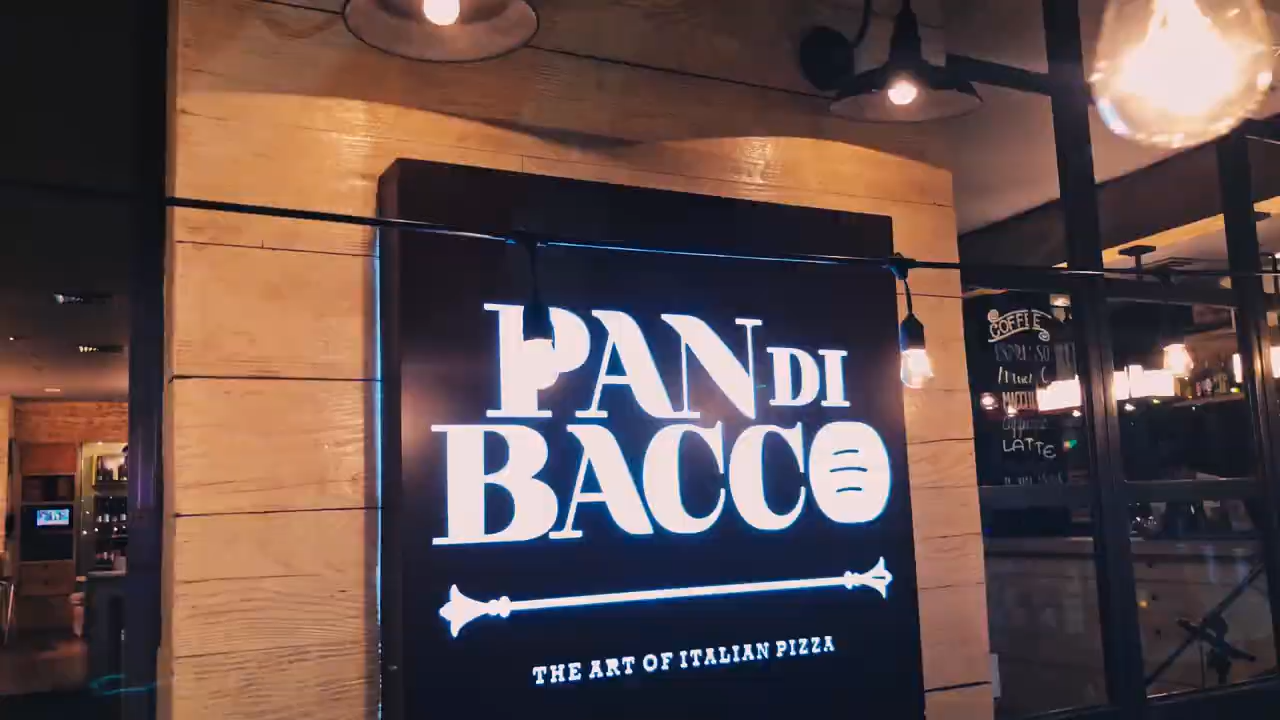 PAN DI
BACCO
THE ART OF ITALIAN PIZZA
COFFEE
LATTE